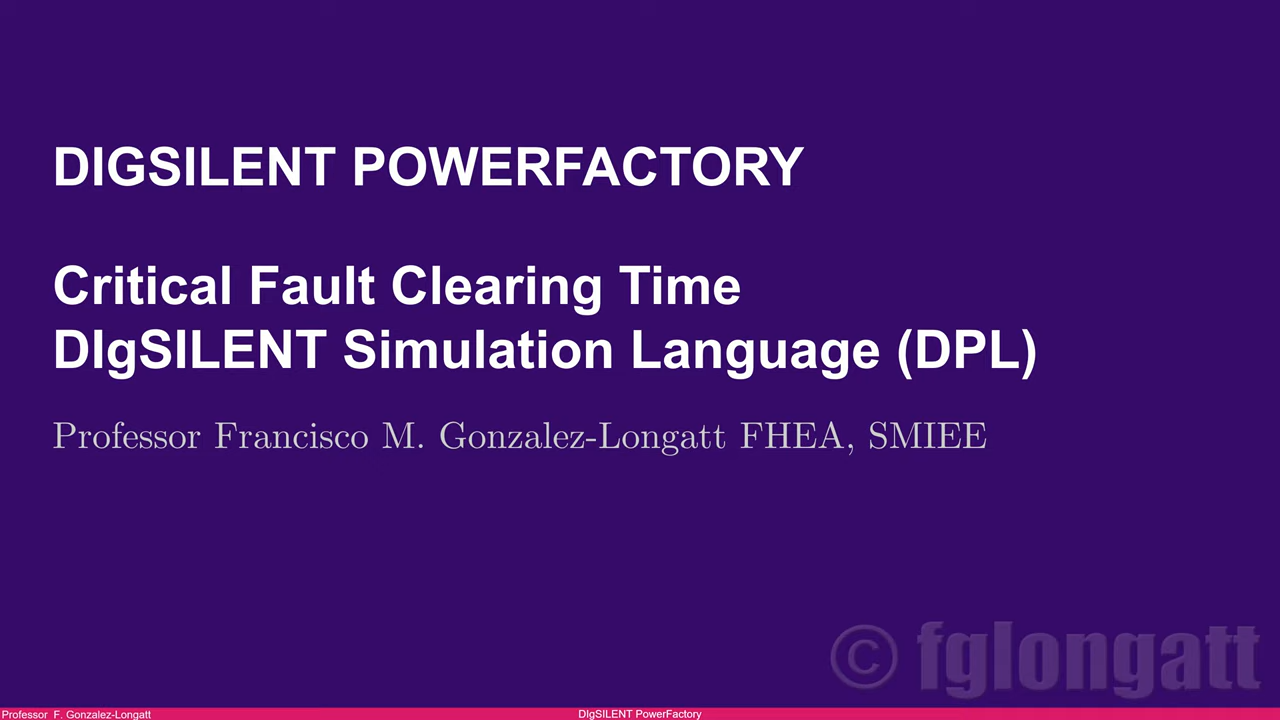 DIGSILENT POWERFACTORY
Critical Fault Clearing Time
DIgSILENT Simulation Language (DPL)
Professor Francisco M. Gonzalez-Longatt FHEA, SMIEE
© fglongatt
Professor F. Gonzalez-Longatt
DIgSILENT PowerFactory